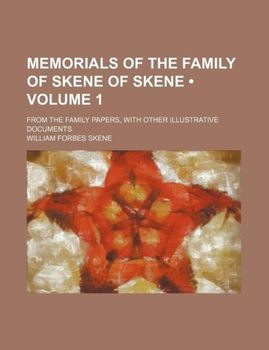 MEMORIALS OF THE FAMILY
OF SKENE OF SKENE (
VOLUME 1
FROM THE FAMILY PAPERS, WITH OTHER ILLUSTRATIVE
DOCUMENTS
WILLIAM FORBES SKENE